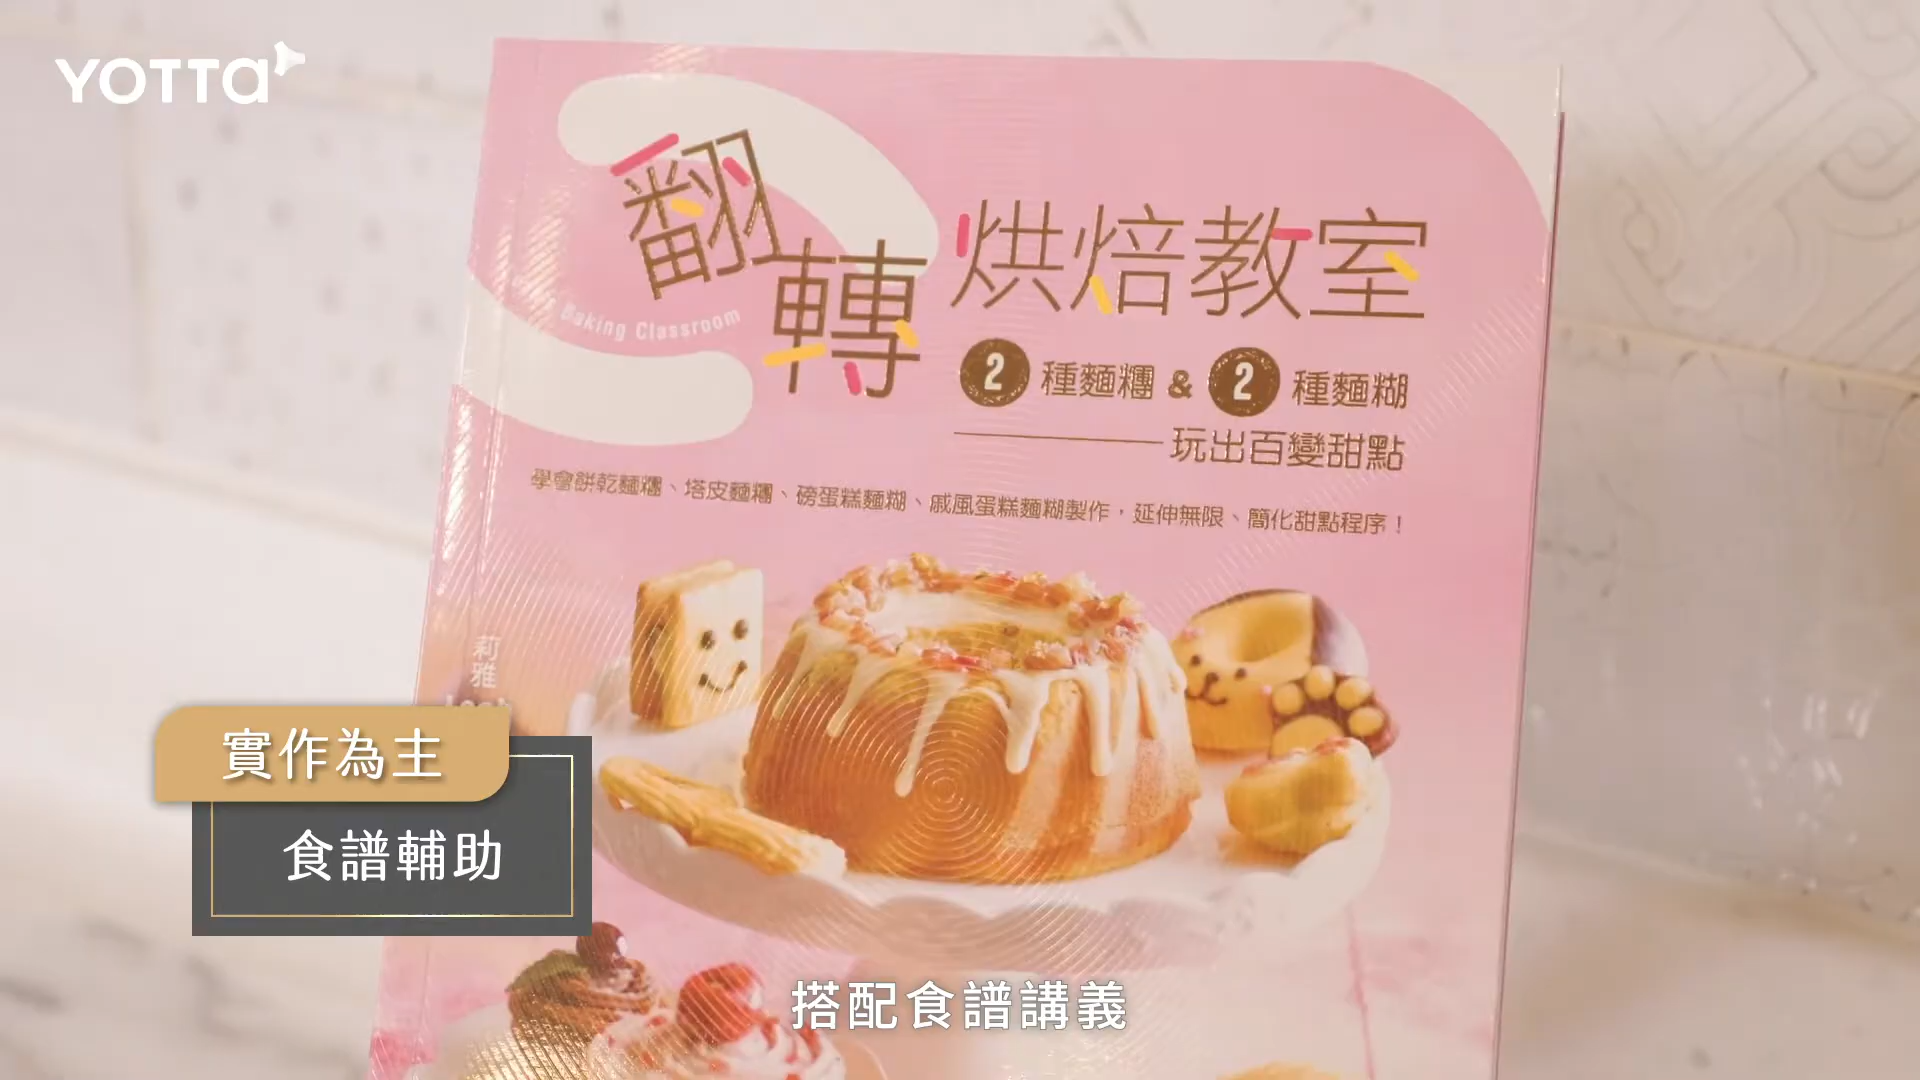 YOTTA
翻轉烘焙教室
Baking Classroom
2種麵糰 & 2種麵糊
玩出百變甜點
學會餅乾麵糰、塔皮麵糰、磅蛋糕麵糊、戚風蛋糕麵糊製作，延伸無限、簡化甜點程序！
莉雅
實作為主
食譜輔助
搭配食譜講義